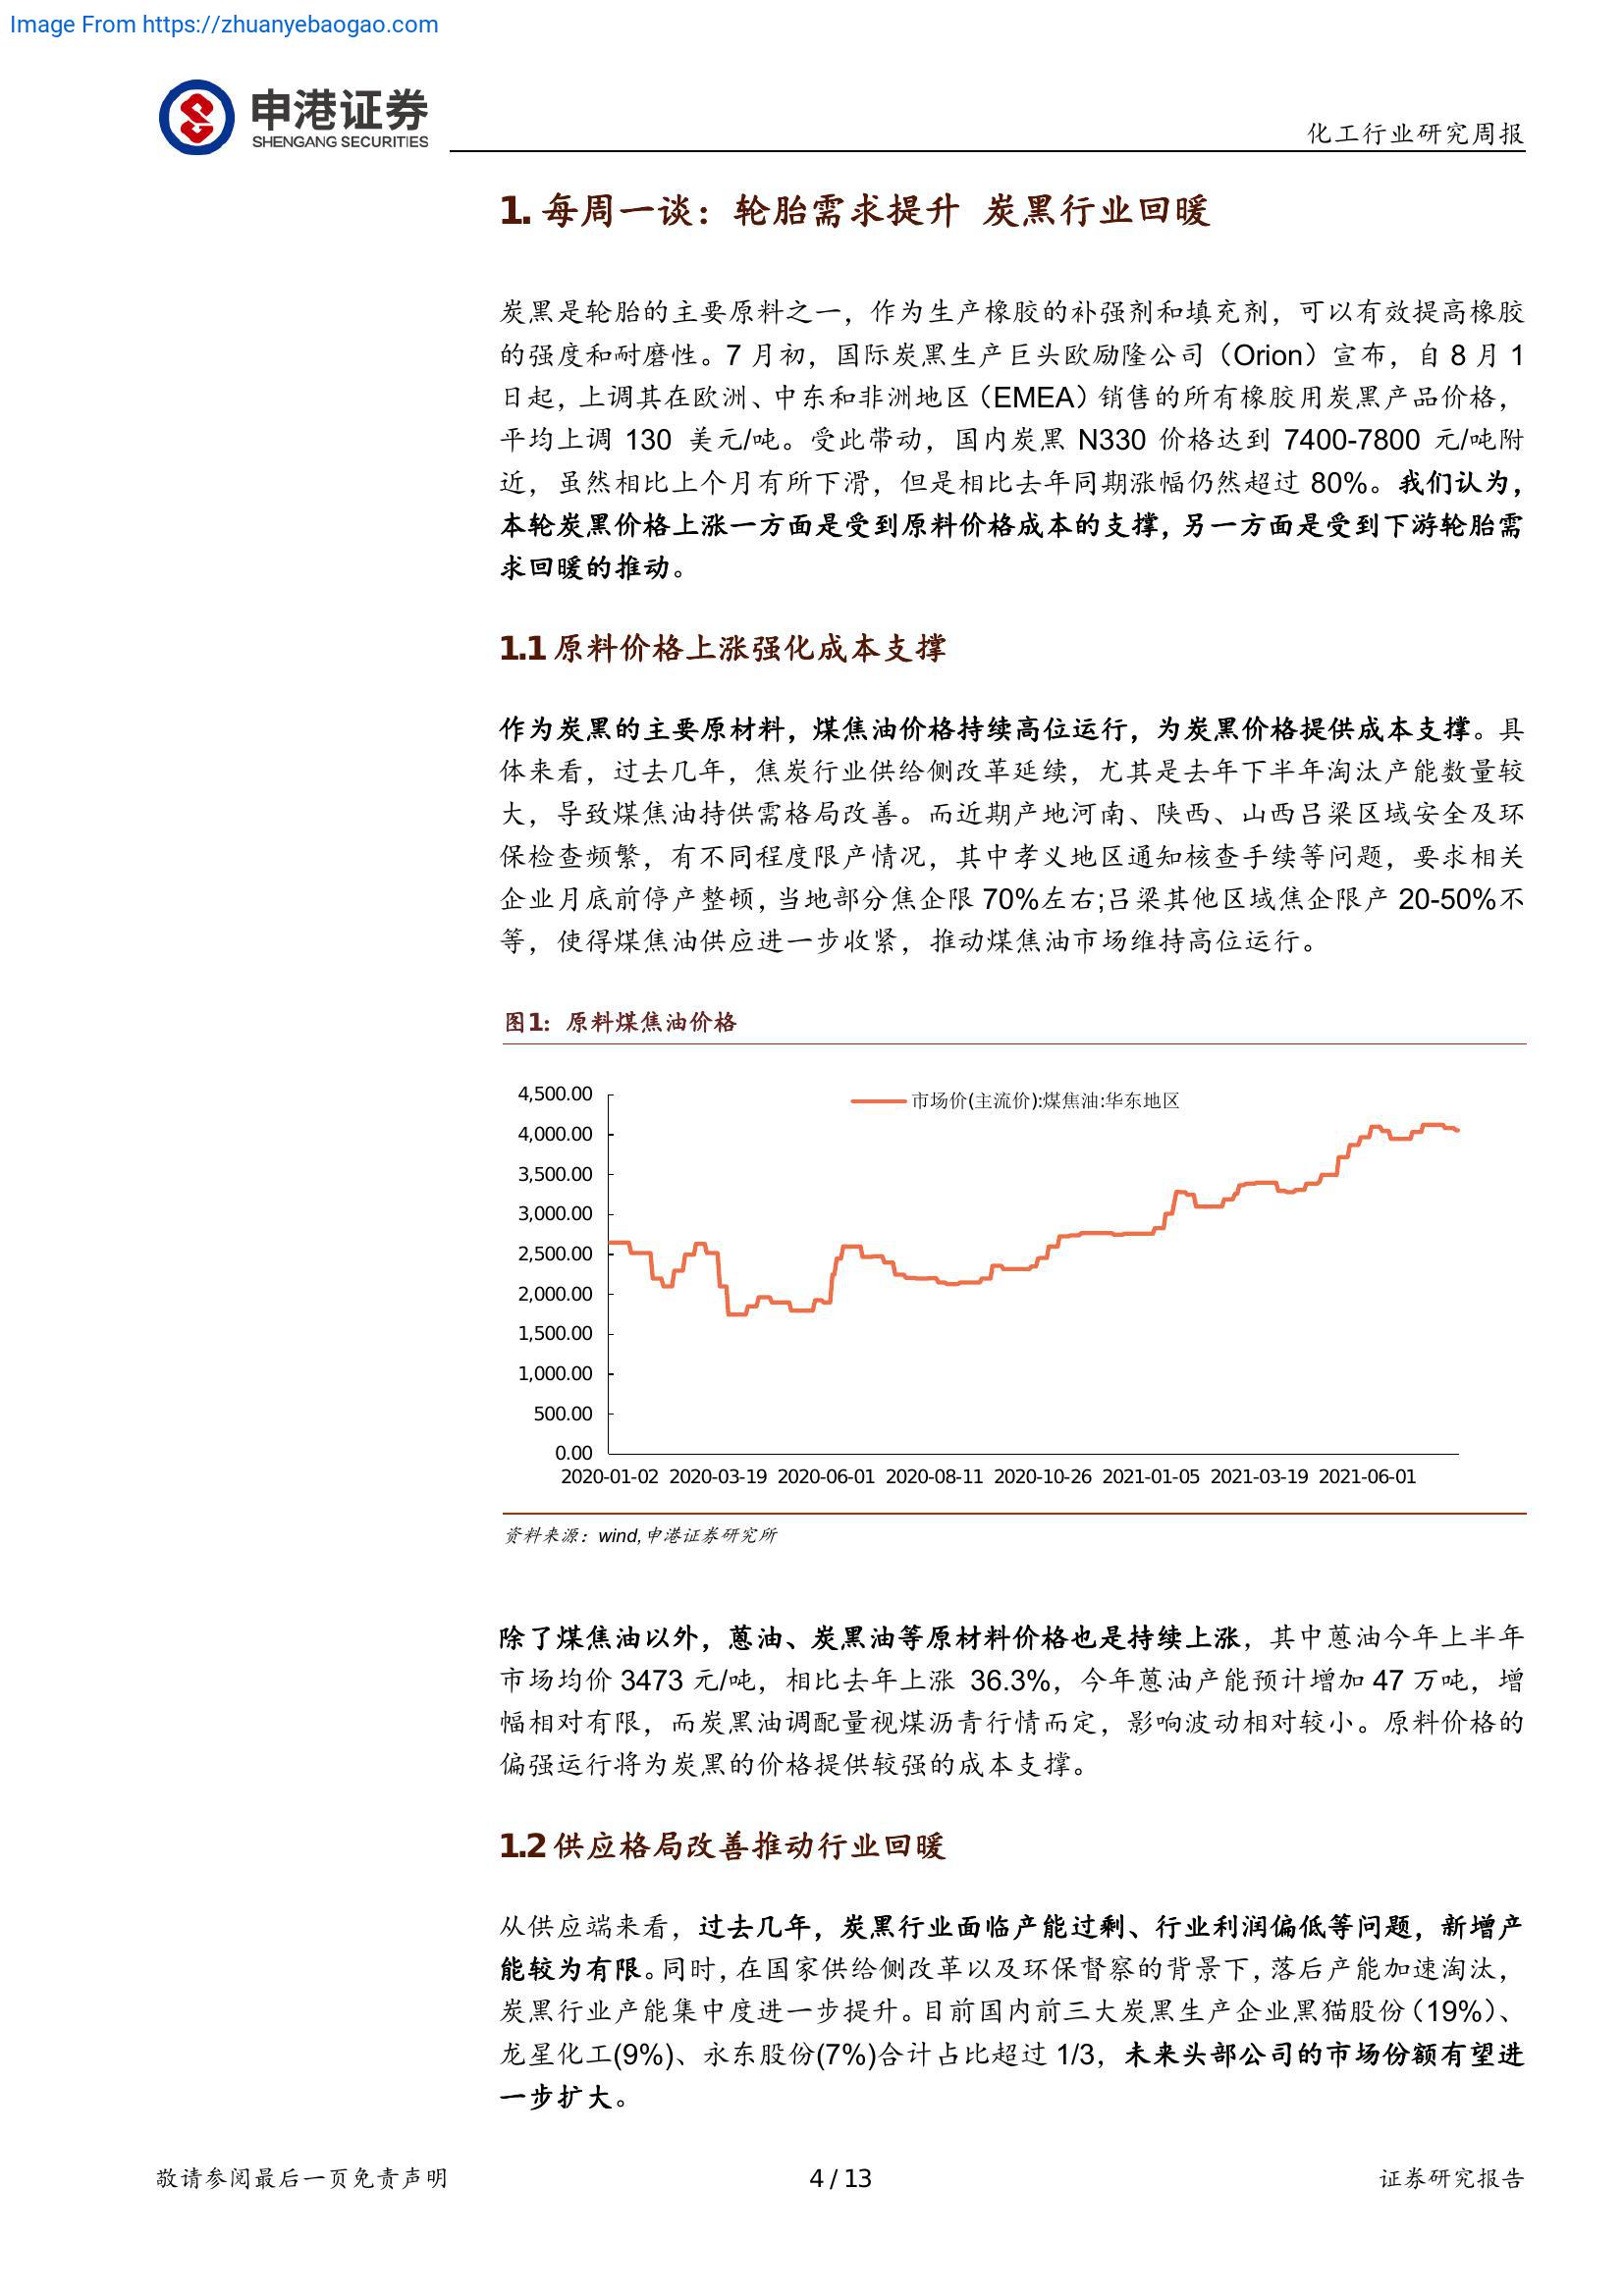 Image From https://zhuanyebaogao.com
申港证券
SHENGANG SECURITIES
化工行业研究周报
1. 每周一谈：轮胎需求提升 炭黑行业回暖
炭黑是轮胎的主要原料之一，作为生产橡胶的补强剂和填充剂，可以有效提高橡胶
的强度和耐磨性。7 月初，国际炭黑生产巨头欧励隆公司（Orion）宣布，自 8 月 1
日起，上调其在欧洲、中东和非洲地区（EMEA）销售的所有橡胶用炭黑产品价格，
平均上调 130 美元/吨。受此带动，国内炭黑 N330 价格达到 7400-7800 元/吨附
近，虽然相比上个月有所下滑，但是相比去年同期涨幅仍然超过 80%。我们认为，
本轮炭黑价格上涨一方面是受到原料价格成本的支撑，另一方面是受到下游轮胎需
求回暖的推动。
1.1 原料价格上涨强化成本支撑
作为炭黑的主要原材料，煤焦油价格持续高位运行，为炭黑价格提供成本支撑。具
体来看，过去几年，焦炭行业供给侧改革延续，尤其是去年下半年淘汰产能数量较
大，导致煤焦油持供需格局改善。而近期产地河南、陕西、山西吕梁区域安全及环
保检查频繁，有不同程度限产情况，其中孝义地区通知核查手续等问题，要求相关
企业月底前停产整顿，当地部分焦企限 70%左右;吕梁其他区域焦企限产 20-50%不
等，使得煤焦油供应进一步收紧，推动煤焦油市场维持高位运行。
图1：原料煤焦油价格
市场价(主流价):煤焦油:华东地区
4,500.00
4,000.00
3,500.00
3,000.00
2,500.00
2,000.00
1,500.00
1,000.00
500.00
0.00
2020-01-02 2020-03-19 2020-06-01 2020-08-11 2020-10-26 2021-01-05 2021-03-19 2021-06-01
资料来源：wind,申港证券研究所
除了煤焦油以外，蒽油、炭黑油等原材料价格也是持续上涨，其中蒽油今年上半年
市场均价 3473 元/吨，相比去年上涨 36.3%，今年蒽油产能预计增加 47 万吨，增
幅相对有限，而炭黑油调配量视煤沥青行情而定，影响波动相对较小。原料价格的
偏强运行将为炭黑的价格提供较强的成本支撑。
1.2 供应格局改善推动行业回暖
从供应端来看，过去几年，炭黑行业面临产能过剩、行业利润偏低等问题，新增产
能较为有限。同时，在国家供给侧改革以及环保督察的背景下，落后产能加速淘汰，
炭黑行业产能集中度进一步提升。目前国内前三大炭黑生产企业黑猫股份（19%）、
龙星化工(9%)、永东股份(7%)合计占比超过 1/3，未来头部公司的市场份额有望进
一步扩大。
敬请参阅最后一页免责声明
4 / 13
证券研究报告